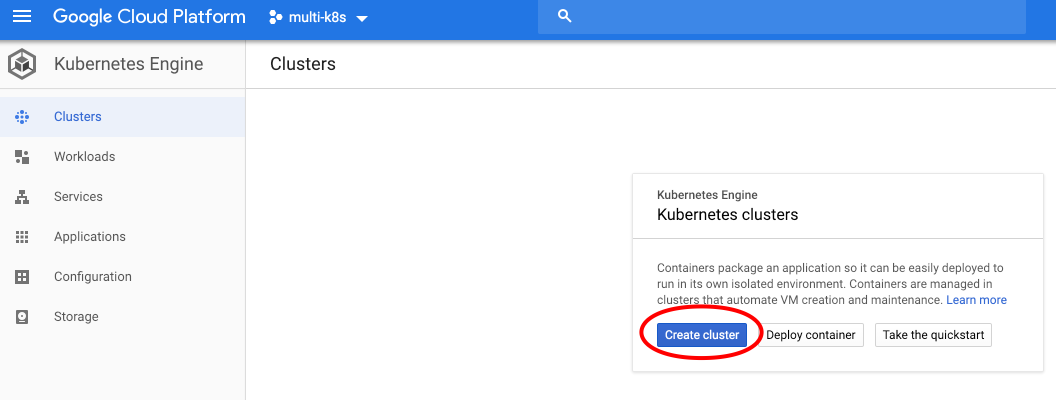 Google Cloud Platform
multi-k8s
Kubernetes Engine
Clusters
Clusters
Workloads
Services
Applications
Configuration
Storage
Kubernetes Engine
Kubernetes clusters
Containers package an application so it can be easily deployed to
run in its own isolated environment. Containers are managed in
clusters that automate VM creation and maintenance. Learn more
Create cluster
Deploy container
Take the quickstart